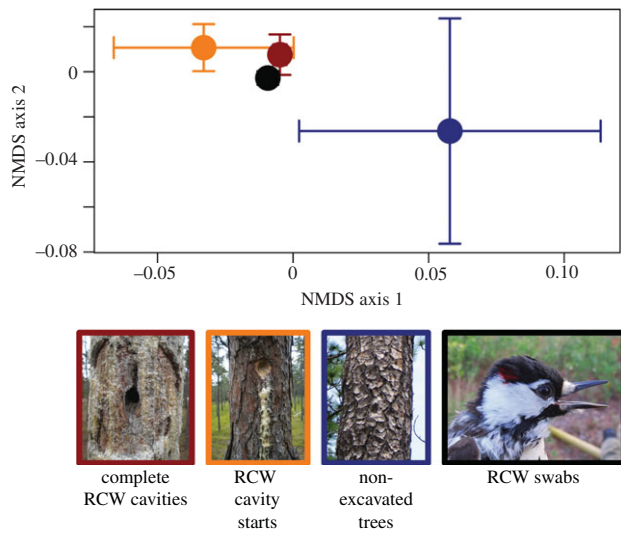 0
−0.04
−0.08
NMDS axis 2
−0.05
0
0.05
0.10
NMDS axis 1
complete
RCW cavities
RCW
cavity
starts
non-
excavated
trees
RCW swabs